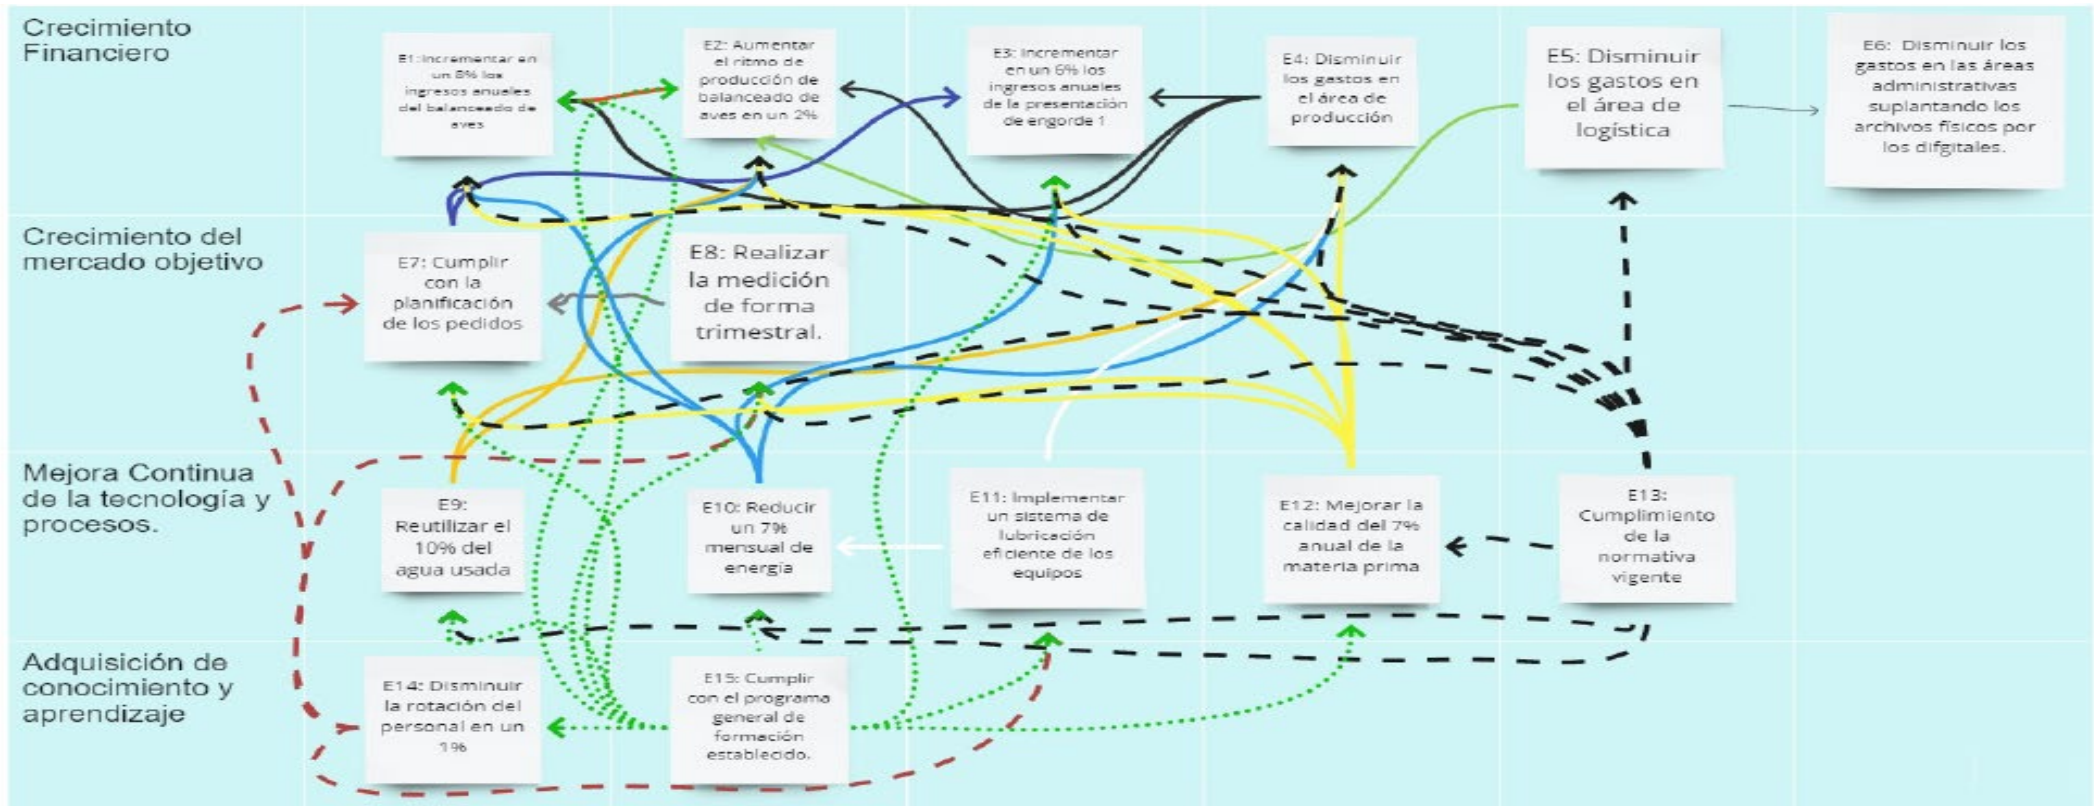 Crecimiento
Financiero
E1:Incrementar en
un 8% los
ingresos anuales
del balanceado de
aves
E2: Aumentar
el ritmo de
producción de
balanceado de
aves en un 2%
E3: Incrementar
en un 6% los
ingresos anuales
de la presentación
de engorde 1
E4: Disminuir
los gastos en
el área de
producción
E5: Disminuir
los gastos en
el área de
logística
E6: Disminuir los
gastos en las áreas
administrativas
suplantando los
archivos físicos por
los difgitales.
Crecimiento del
mercado objetivo
E7: Cumplir
con la
planificación
de los pedidos
E8: Realizar
la medición
de forma
trimestral.
Mejora Continua
de la tecnología y
procesos.
E9:
Reutilizar el
10% del
agua usada
E10: Reducir
un 7%
mensual de
energía
E11: Implementar
un sistema de
lubricación
eficiente de los
equipos
E12: Mejorar la
calidad del 7%
anual de la
materia prima
E13:
Cumplimiento
de la
normativa
vigente
Adquisición de
conocimiento y
aprendizaje
E14: Disminuir
la rotación del
personal en un
1%
E15: Cumplir
con el programa
general de
formación
establecido.